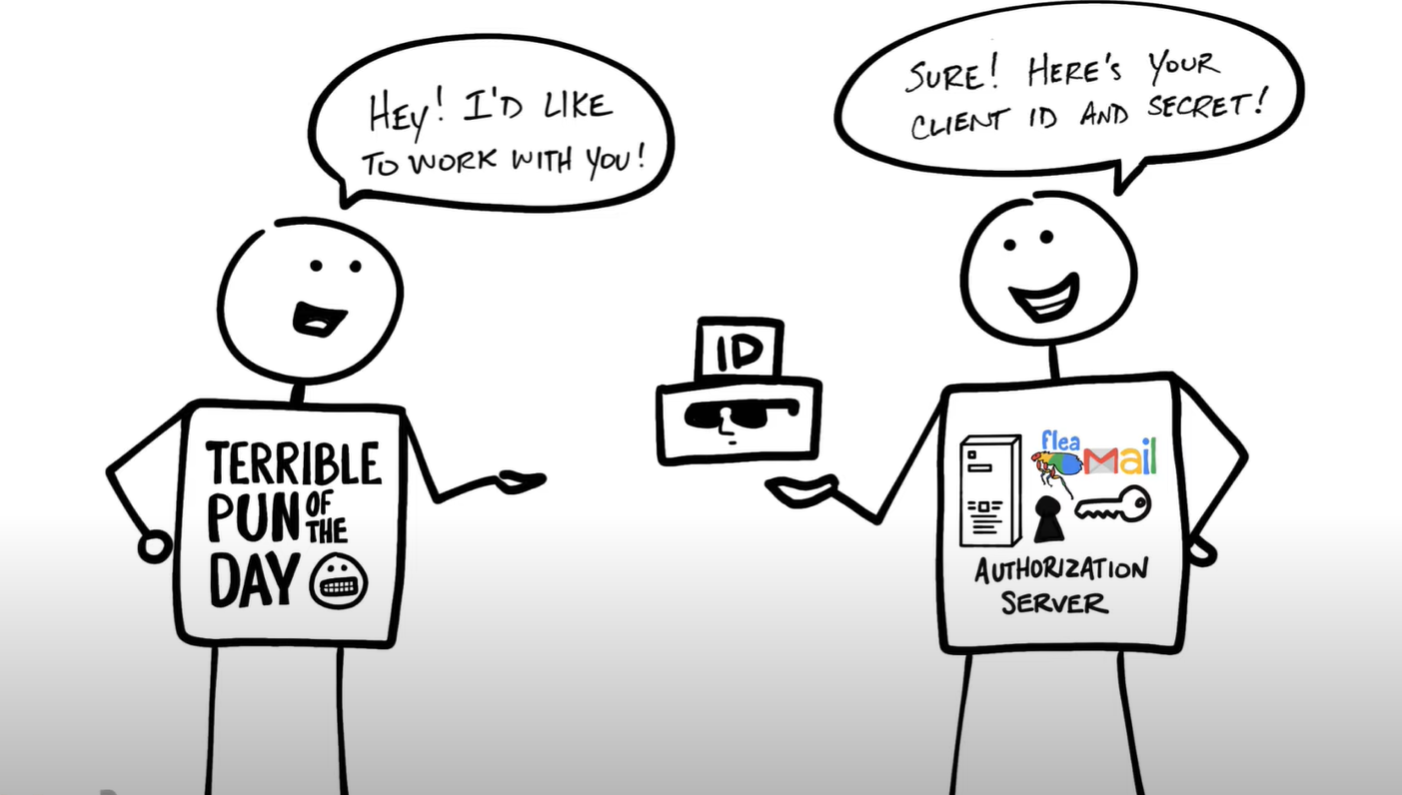 HEY! I'D LIKE
TO WORK WITH YOU!
SURE! HERE'S YOUR
CLIENT ID AND SECRET!
ID
TERRIBLE
PUN OF THE
DAY
flea
Mail
AUTHORIZATION
SERVER